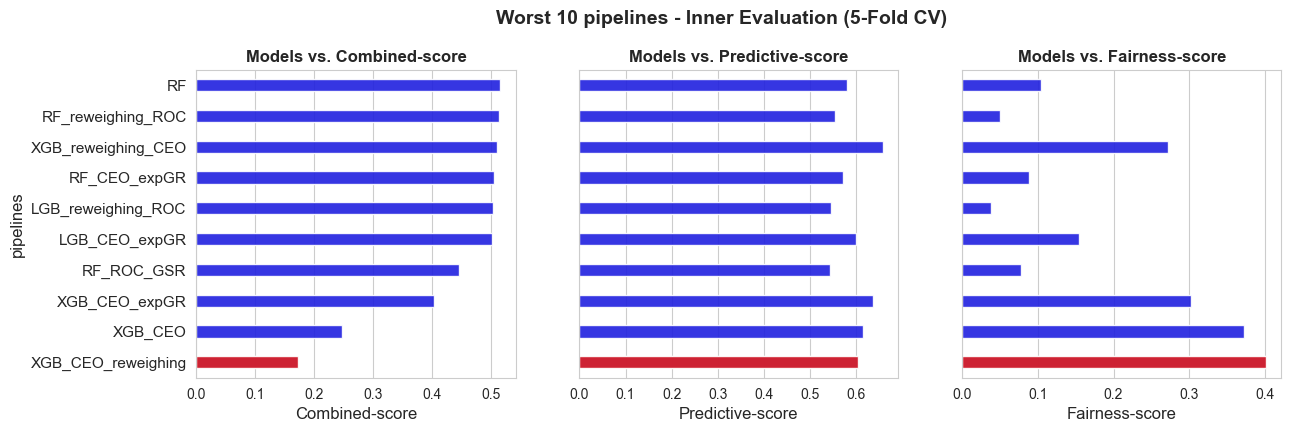 Worst 10 pipelines - Inner Evaluation (5-Fold CV)
Models vs. Combined-score
Models vs. Predictive-score
Models vs. Fairness-score
pipelines
RF
RF_reweighing_ROC
XGB_reweighing_CEO
RF_CEO_expGR
LGB_reweighing_ROC
LGB_CEO_expGR
RF_ROC_GSR
XGB_CEO_expGR
XGB_CEO
XGB_CEO_reweighing
0.0 0.1 0.2 0.3 0.4 0.5
0.0 0.1 0.2 0.3 0.4 0.5 0.6
0.0 0.1 0.2 0.3 0.4
Combined-score
Predictive-score
Fairness-score